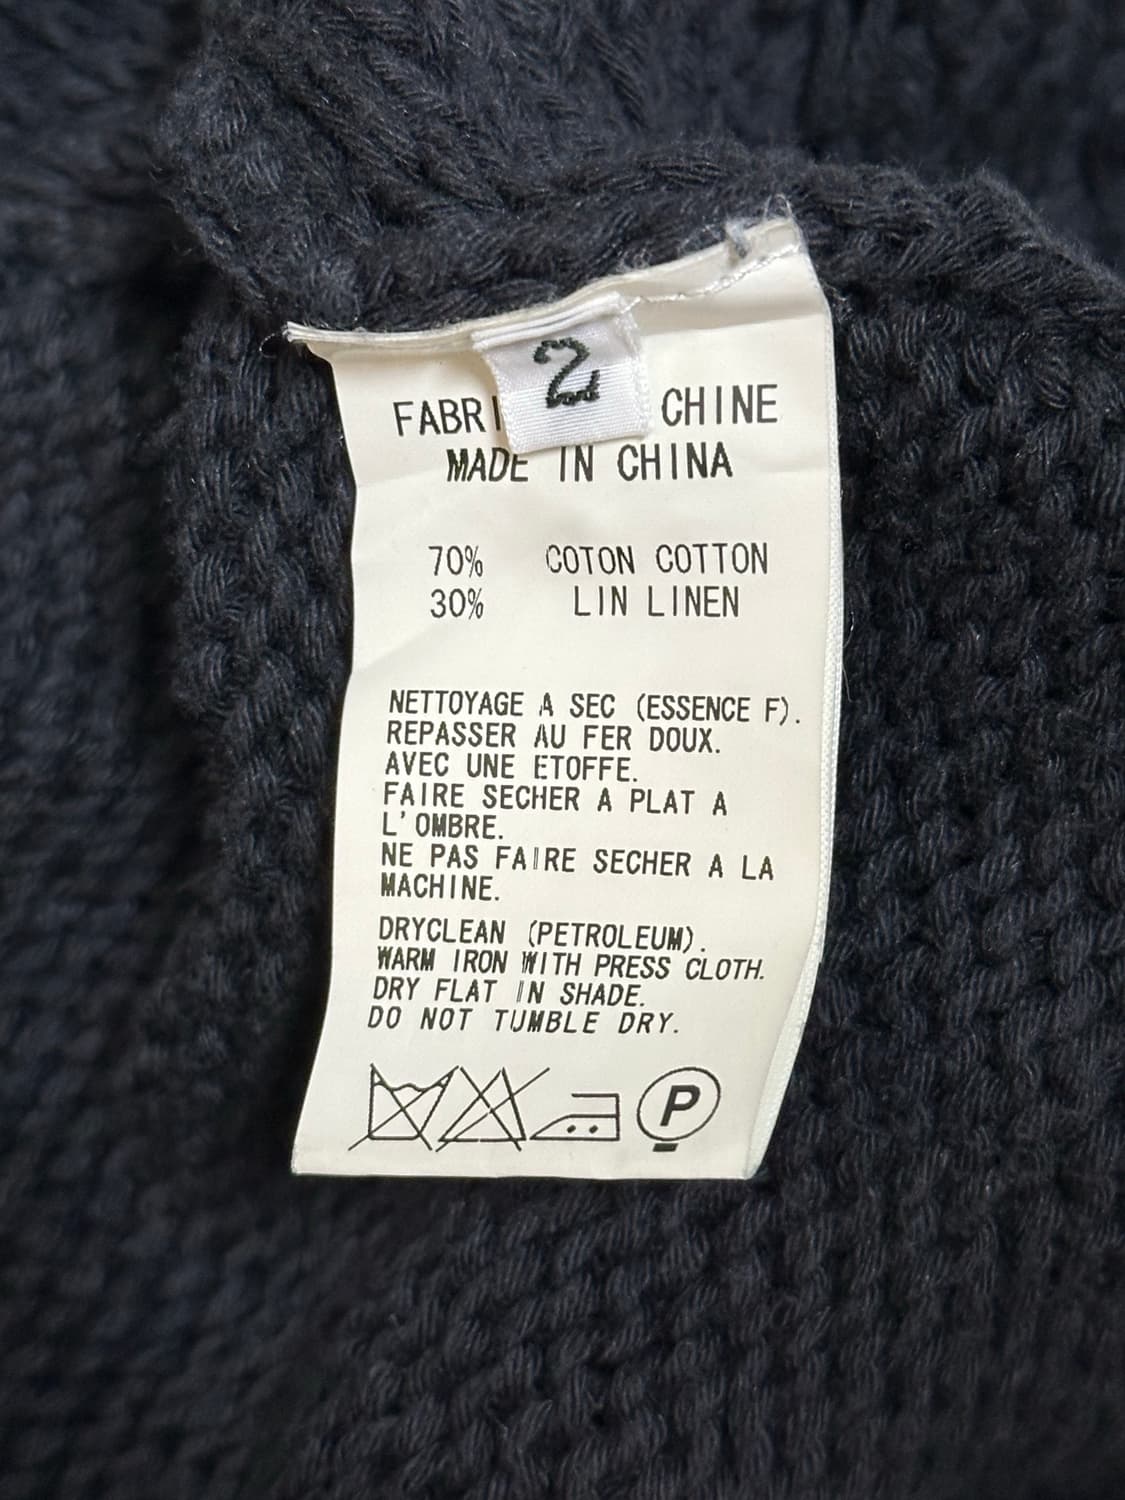 2
FABRI CHINE
MADE IN CHINA
70% COTON COTTON
30% LIN LINEN
NETTOYAGE A SEC (ESSENCE F).
REPASSER AU FER DOUX.
AVEC UNE ETOFFE.
FAIRE SECHER A PLAT A
L'OMBRE.
NE PAS FAIRE SECHER A LA
MACHINE.
DRYCLEAN (PETROLEUM).
WARM IRON WITH PRESS CLOTH.
DRY FLAT IN SHADE.
DO NOT TUMBLE DRY.
P